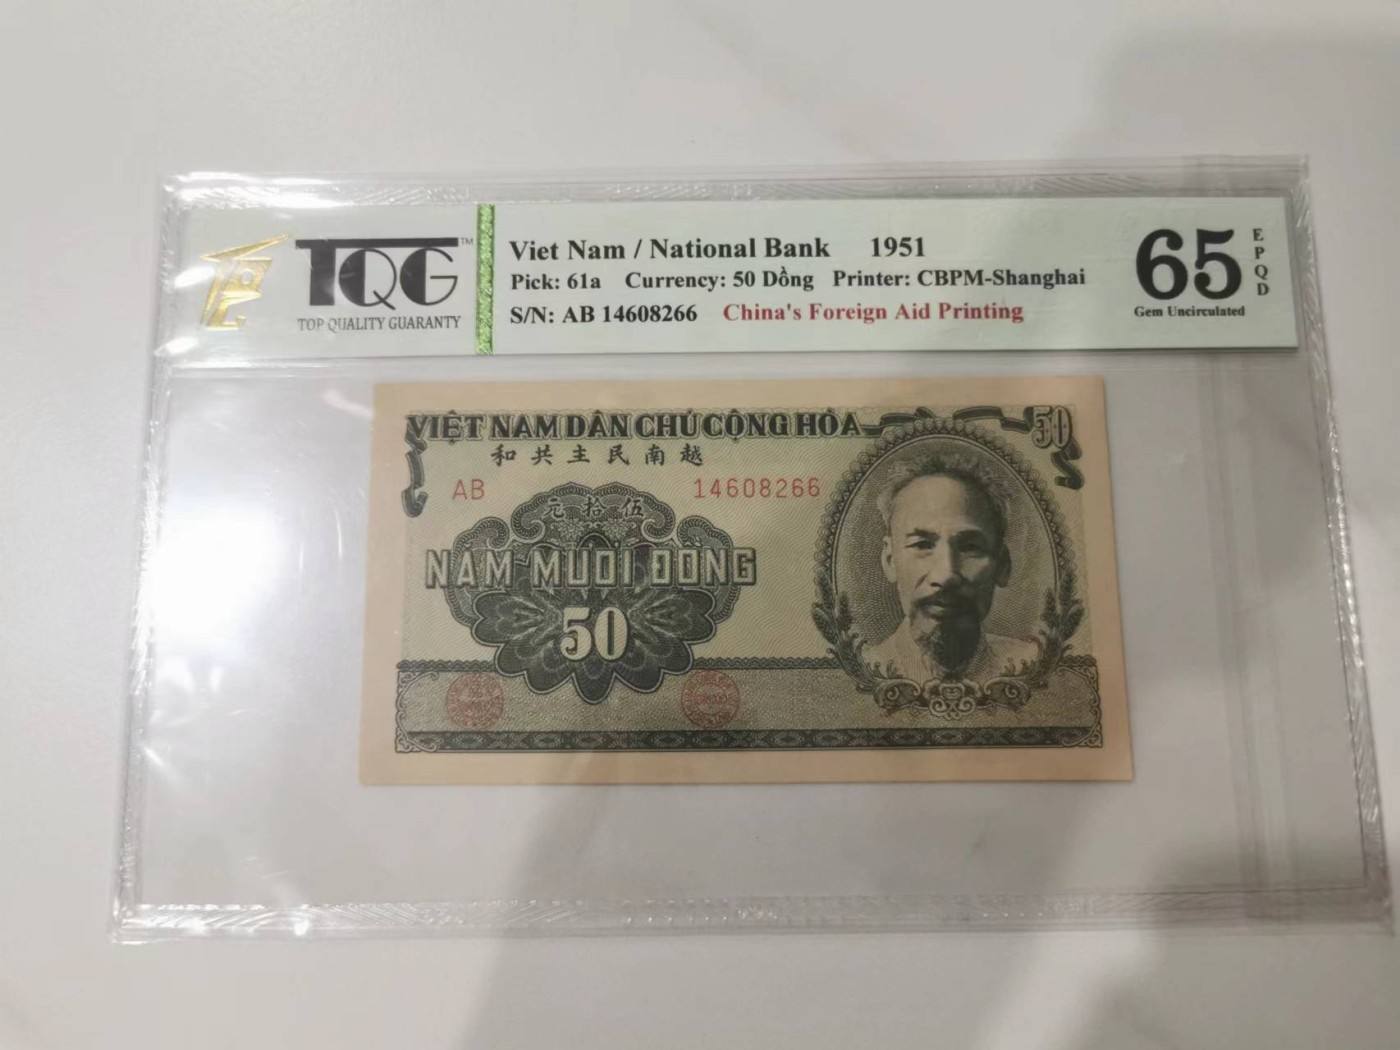 TQG™
TOP QUALITY GUARANTY
Viet Nam / National Bank 1951
Pick: 61a Currency: 50 Dồng Printer: CBPM-Shanghai
S/N: AB 14608266 China's Foreign Aid Printing
65
EPQD
Gem Uncirculated
VIỆT NAM DÂN CHỦ CỘNG HÒA
50
和共主民南越
AB 14608266
元拾伍
NĂM MƯƠI ĐỒNG
50